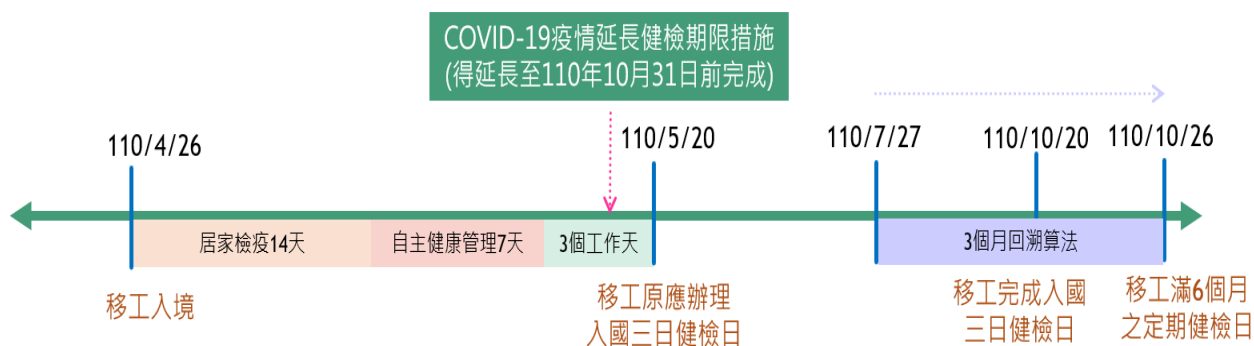 COVID-19疫情延長健檢期限措施
(得延長至110年10月31日前完成)
110/4/26
110/5/20
110/7/27
110/10/20
110/10/26
居家檢疫14天
自主健康管理7天
3個工作天
3個月回溯算法
移工入境
移工原應辦理
入國三日健檢日
移工完成入國
三日健檢日
移工滿6個月
之定期健檢日